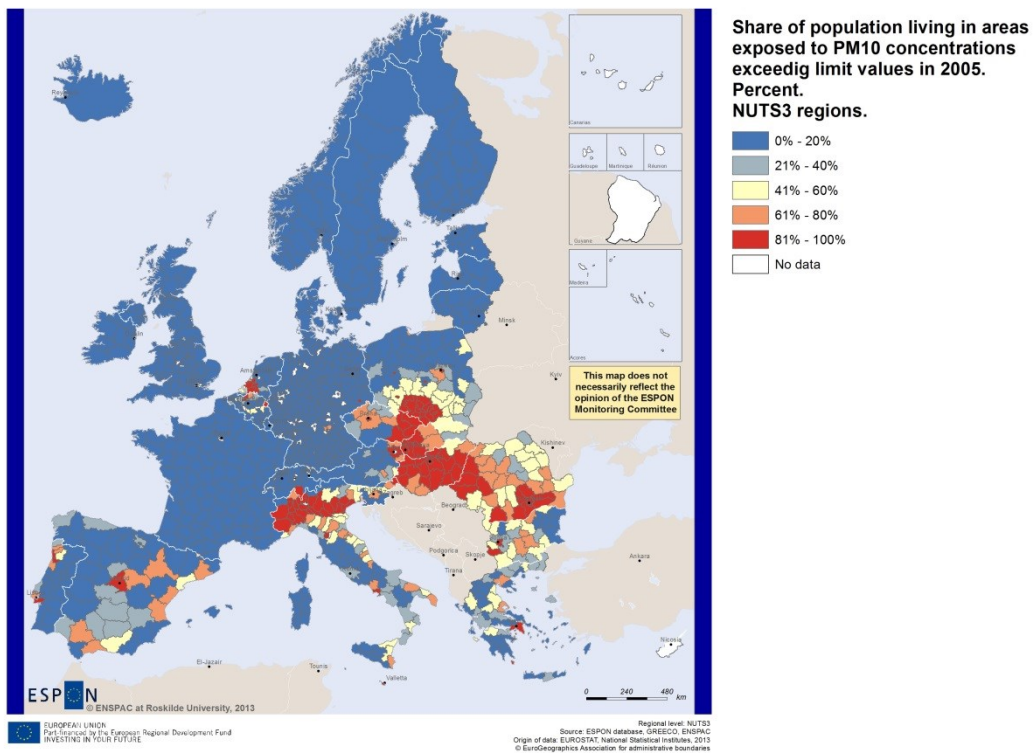 Share of population living in areas
exposed to PM10 concentrations
exceedig limit values in 2005.
Percent.
NUTS3 regions.
0% - 20%
21% - 40%
41% - 60%
61% - 80%
81% - 100%
No data
Reykjavik
Canarias
Guadeloupe
Martinique
Réunion
Guyane
Madeira
Acores
Minsk
Kyiv
This map does not
necessarily reflect the
opinion of the ESPON
Monitoring Committee
Kishinev
Zagreb
Beograd
Sarajevo
Podgorica
Skopje
Tirana
Ankara
Nicosia
El-Jazair
Tounis
Valletta
0 240 480 km
ESPON
© ENSPAC at Roskilde University, 2013
EUROPEAN UNION
Part-financed by the European Regional Development Fund
INVESTING IN YOUR FUTURE
Regional level: NUTS3
Source: ESPON database, GREECO, ENSPAC
Origin of data: EUROSTAT, National Statistical Institutes, 2013
© EuroGeographics Association for administrative boundaries